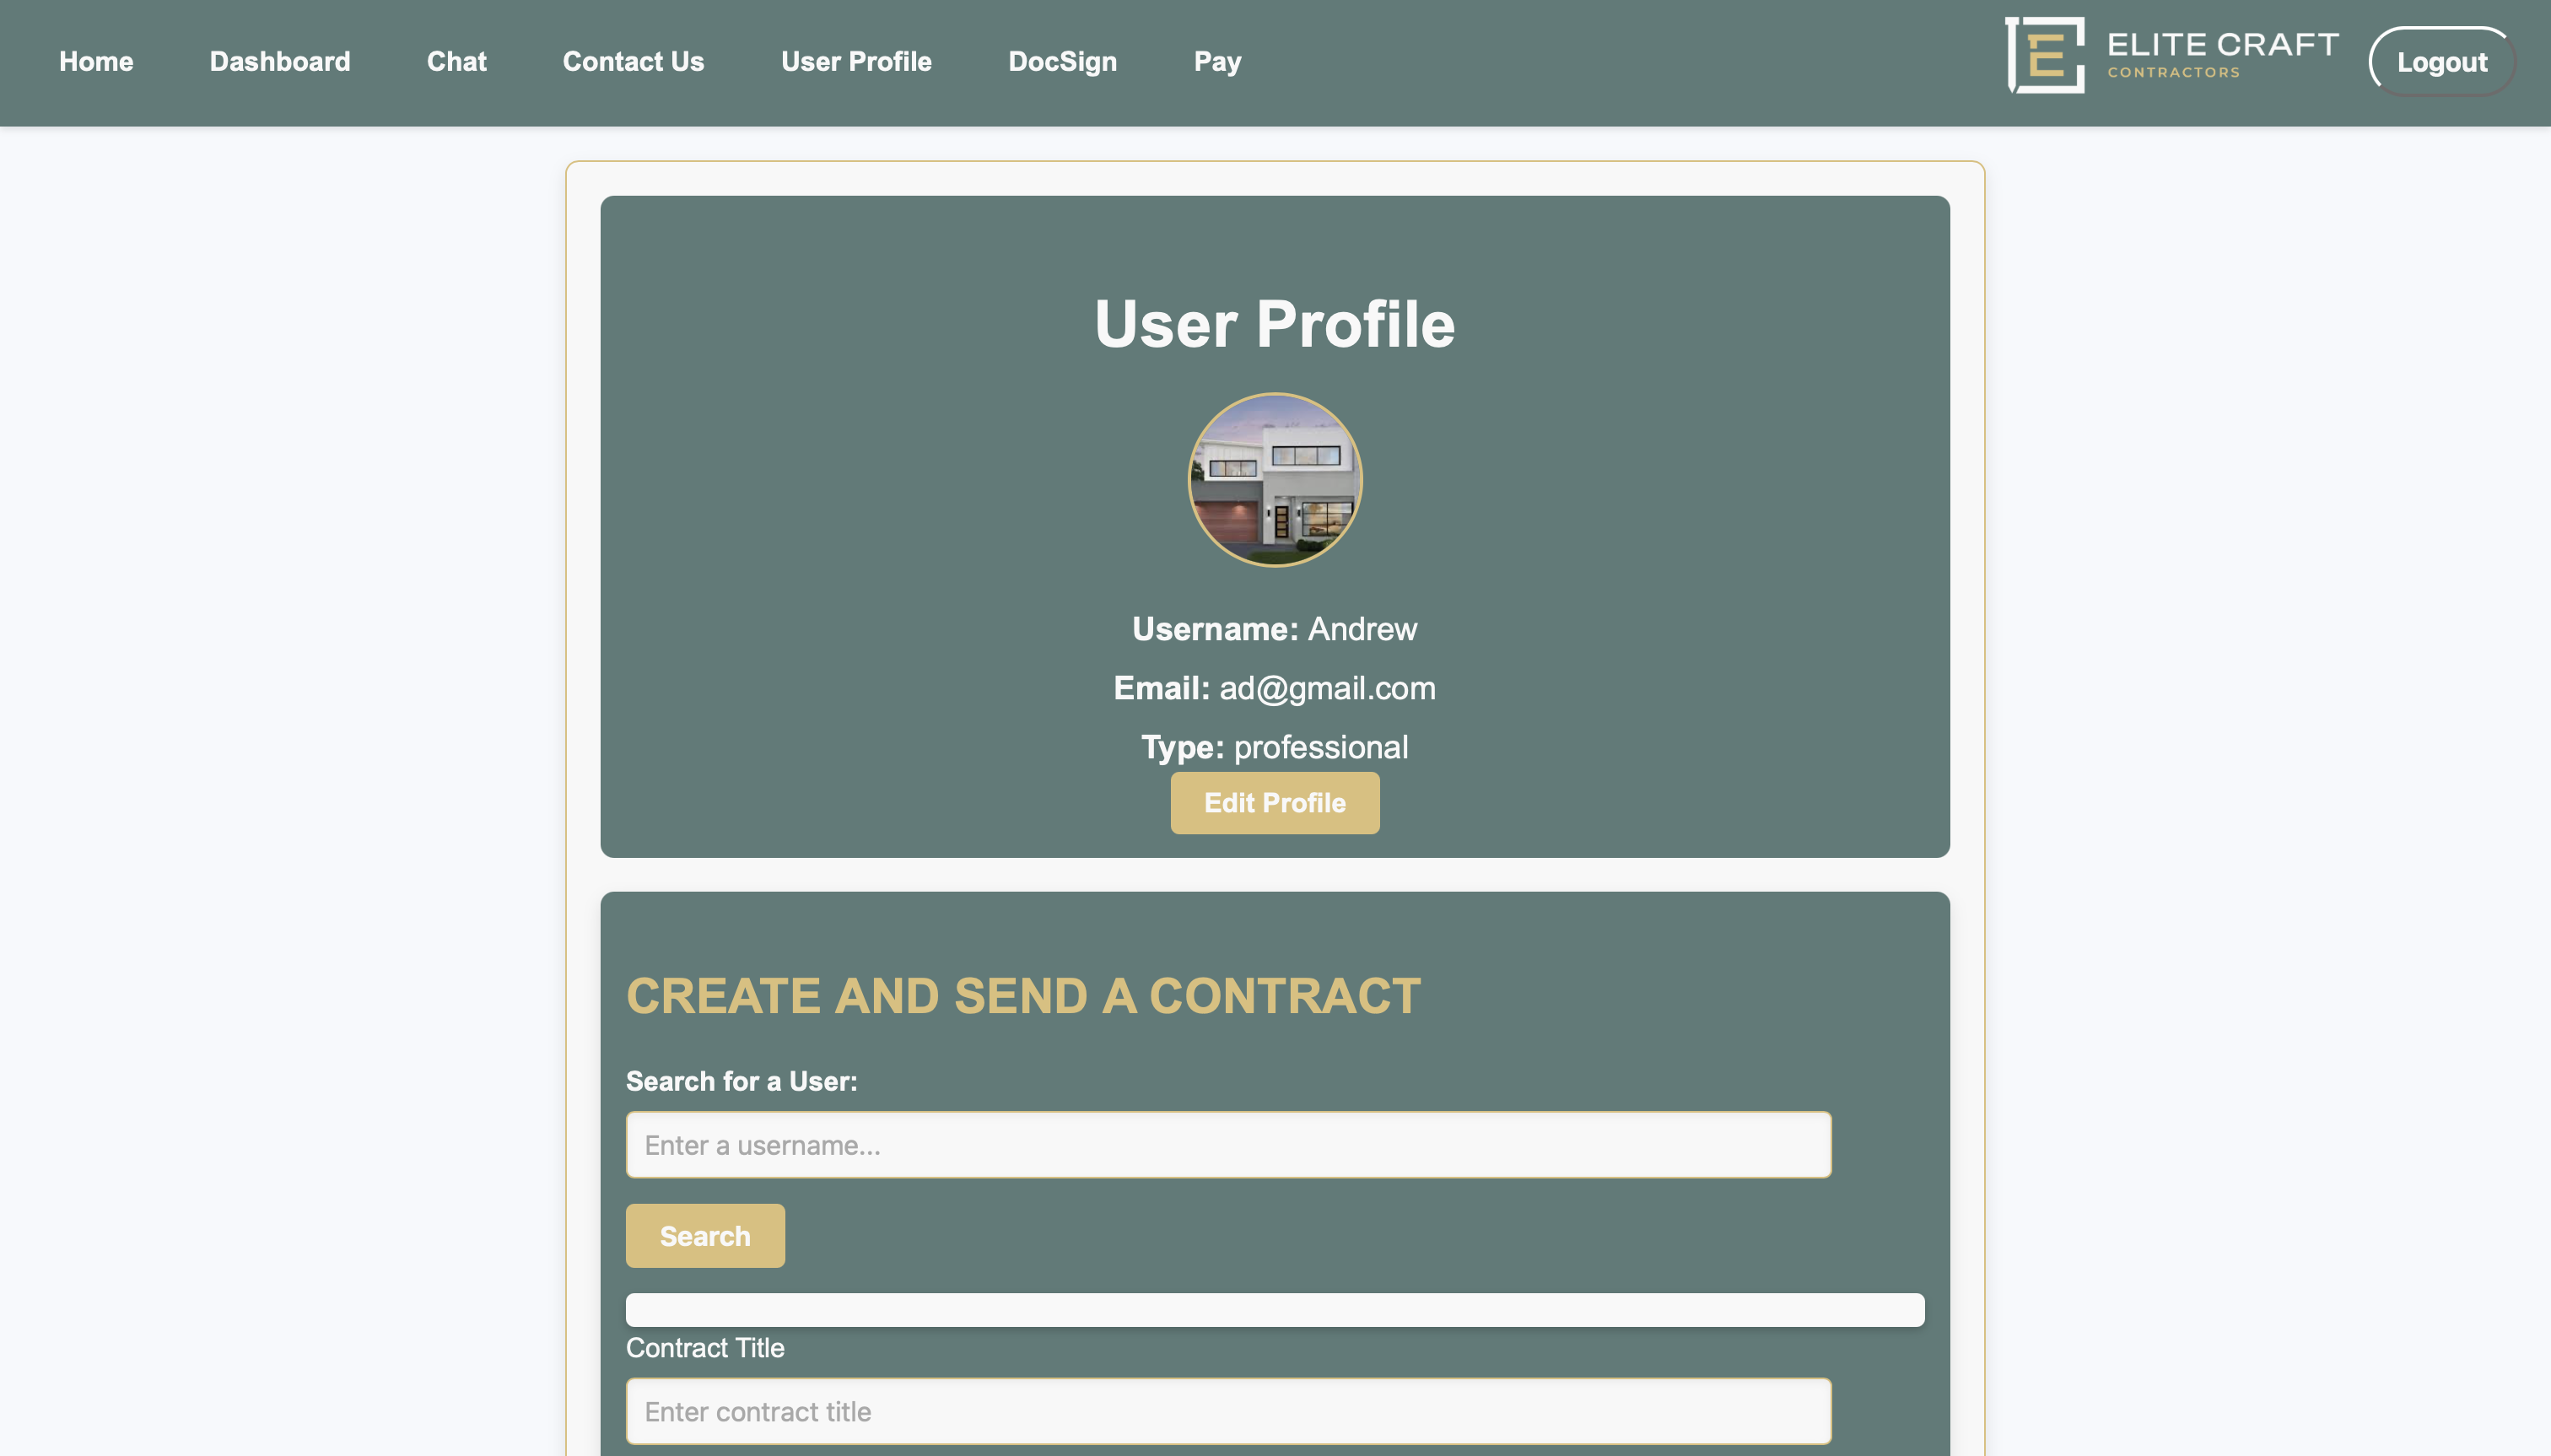 Home Dashboard Chat Contact Us User Profile DocSign Pay
E ELITE CRAFT
CONTRACTORS
Logout
User Profile
Username: Andrew
Email: ad@gmail.com
Type: professional
Edit Profile
CREATE AND SEND A CONTRACT
Search for a User:
Enter a username...
Search
Contract Title
Enter contract title